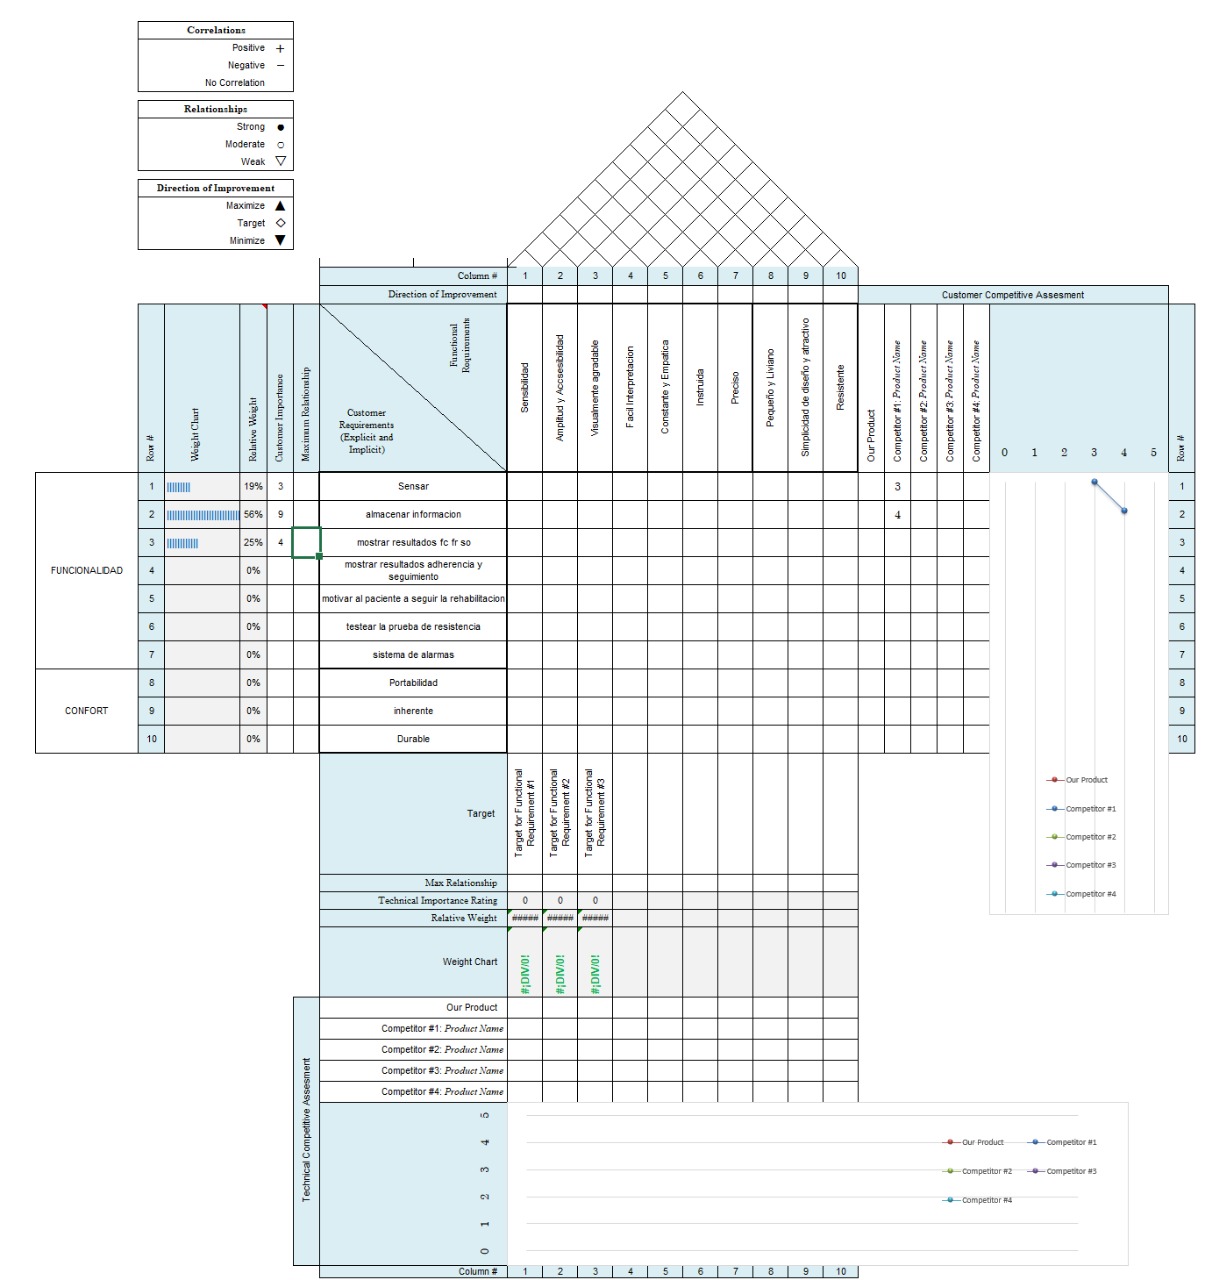 Correlations
Positive +
Negative −
No Correlation
Relationships
Strong ●
Moderate ○
Weak ▽
Direction of Improvement
Maximize ▲
Target ◇
Minimize ▼
Column # 1 2 3 4 5 6 7 8 9 10
Direction of Improvement
Customer Competitive Assesment
Row #
Weight Chart
Relative Weight
Customer Importance
Maximum Relationship
Functional
Requirements
Customer
Requirements
(Explicit and
Implicit)
Sensibilidad
Amplitud y Accsesibilidad
Visualmente agradable
Facil Interpretacion
Constante y Empatica
Instruida
Preciso
Pequeño y Liviano
Simplicidad de diseño y atractivo
Resistente
Our Product
Competitor #1: Product Name
Competitor #2: Product Name
Competitor #3: Product Name
Competitor #4: Product Name
0 1 2 3 4 5
Row #
FUNCIONALIDAD
1 |||||||| 19% 3 Sensar 3 1
2 56% 9 almacenar informacion 4 2
3 25% 4 mostrar resultados fc fr so 3
4 0% mostrar resultados adherencia y
seguimiento 4
5 0% motivar al paciente a seguir la rehabilitacion 5
6 0% testear la prueba de resistencia 6
7 0% sistema de alarmas 7
CONFORT
8 0% Portabilidad 8
9 0% inherente 9
10 0% Durable 10
Target
Target for Functional
Requirement #1
Target for Functional
Requirement #2
Target for Functional
Requirement #3
Our Product
Competitor #1
Competitor #2
Competitor #3
Competitor #4
Max Relationship
Technical Importance Rating 0 0 0
Relative Weight ##### ##### #####
Weight Chart #¡DIV/0! #¡DIV/0! #¡DIV/0!
Technical Competitive Assesment
Our Product
Competitor #1: Product Name
Competitor #2: Product Name
Competitor #3: Product Name
Competitor #4: Product Name
5
4
3
2
1
0
Our Product Competitor #1
Competitor #2 Competitor #3
Competitor #4
Column # 1 2 3 4 5 6 7 8 9 10